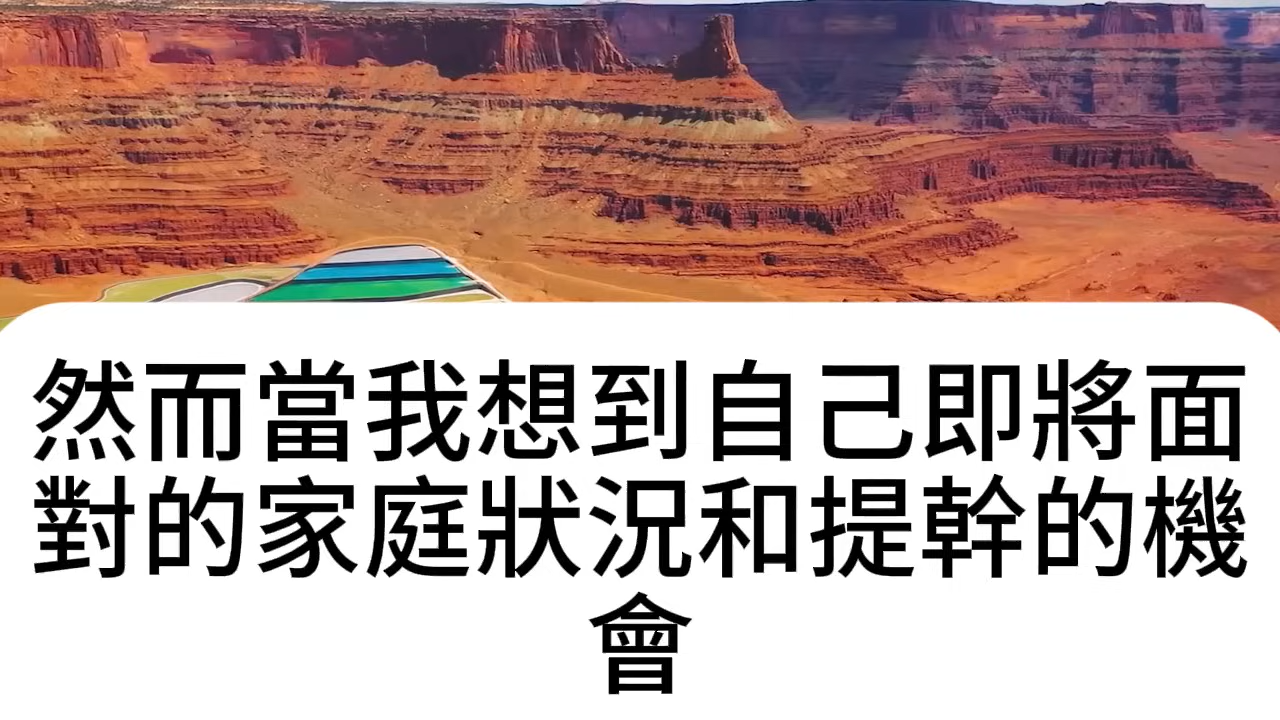 然而當我想到自己即將面
對的家庭狀況和提幹的機
會